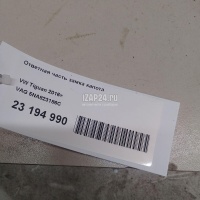 Ответная часть замка капота
VW Tiguan 2016>
VAG 5NA823186C
23 194 990
IZAP24.RU